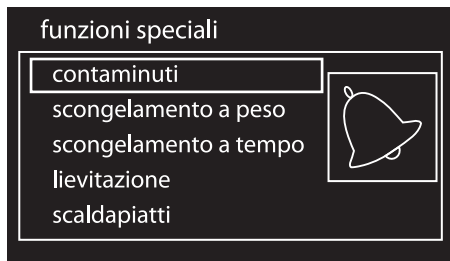 funzioni speciali
contaminuti
scongelamento a peso
scongelamento a tempo
lievitazione
scaldapiatti